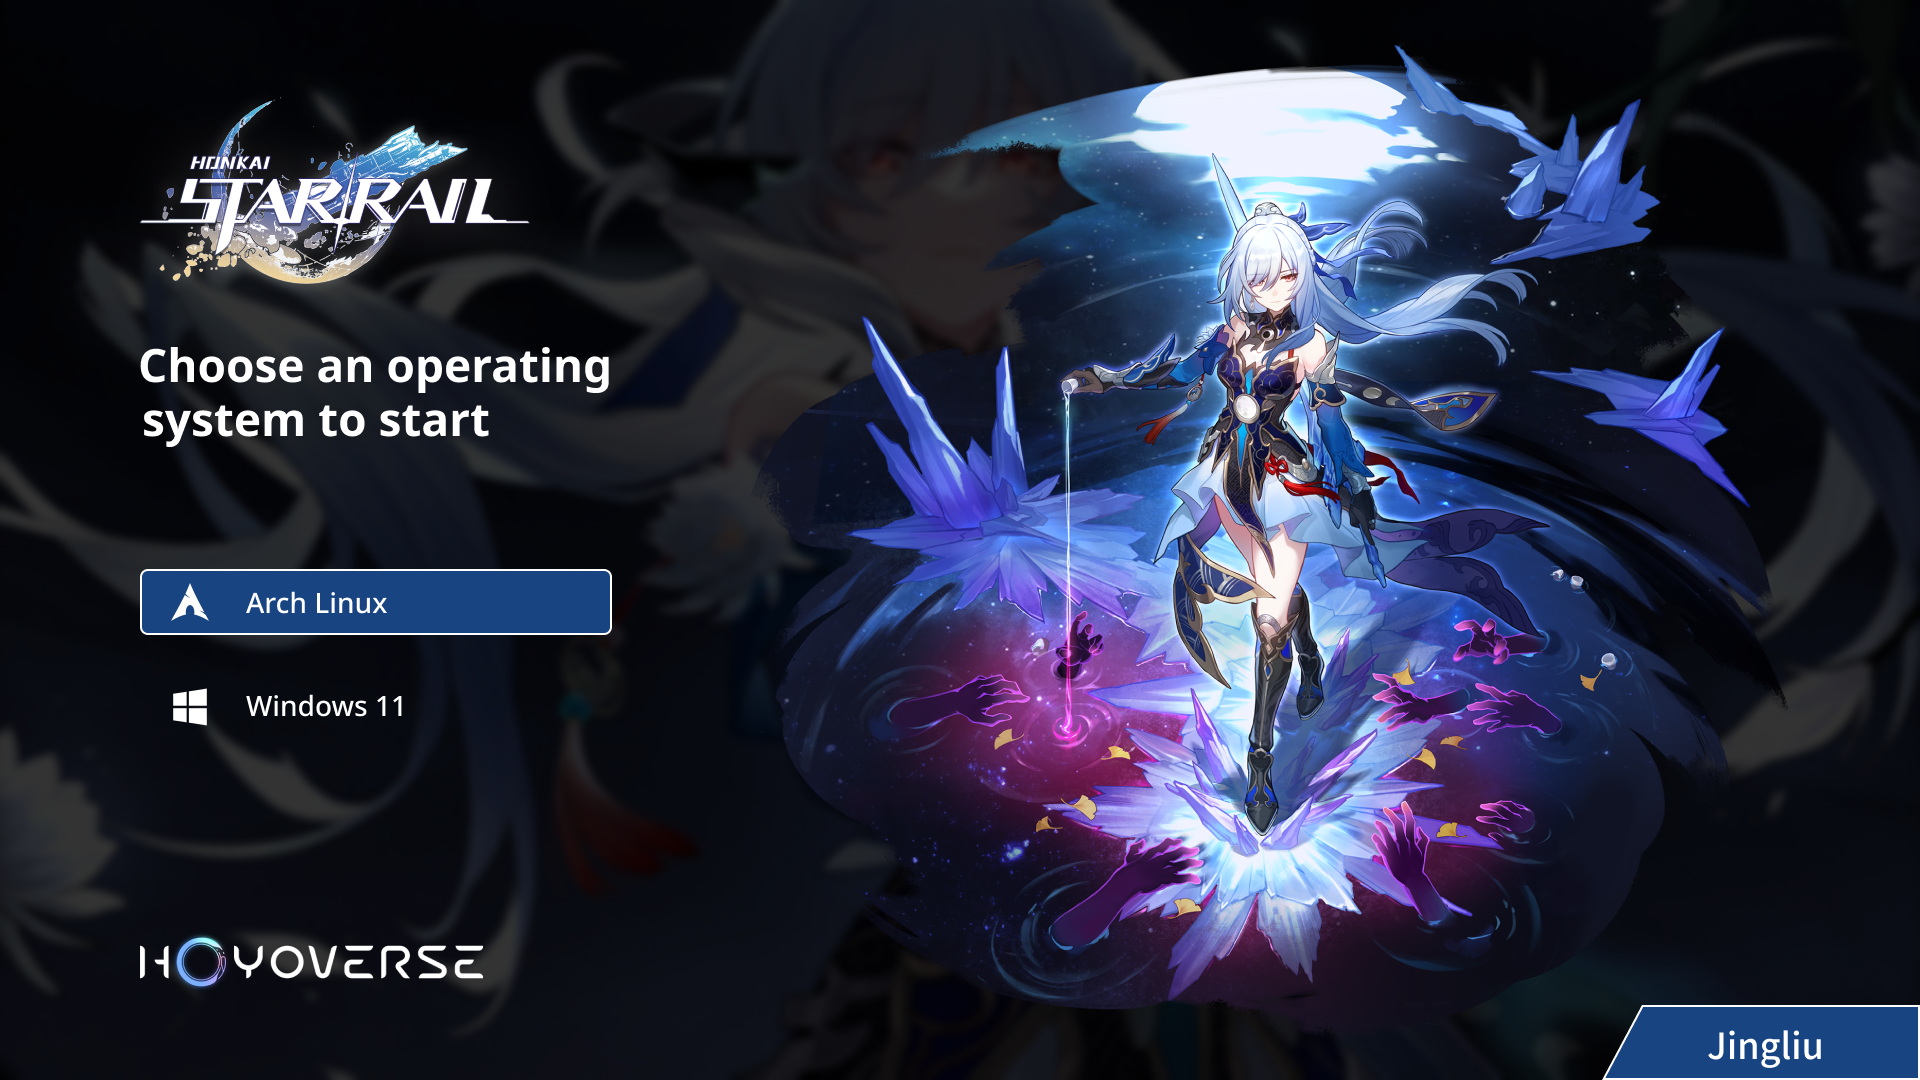 HONKAI
STAR RAIL
Choose an operating
system to start
Arch Linux
Windows 11
HOYOVERSE
Jingliu